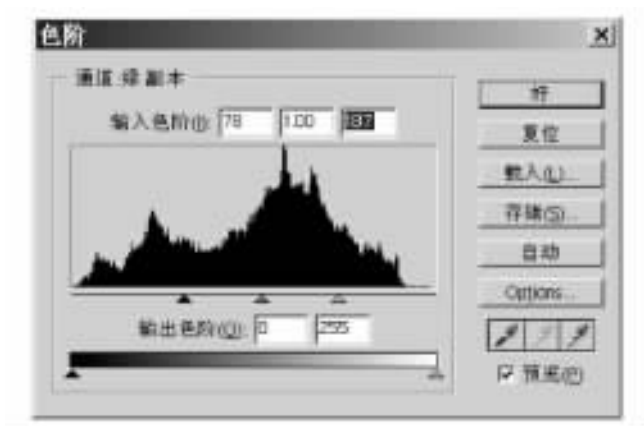 色阶
通道:绿 副本
输入色阶(I): 78 1.00 187
输出色阶(O): 0 255
好
复位
载入(L)...
存储(S)...
自动
Options...
预览(P)